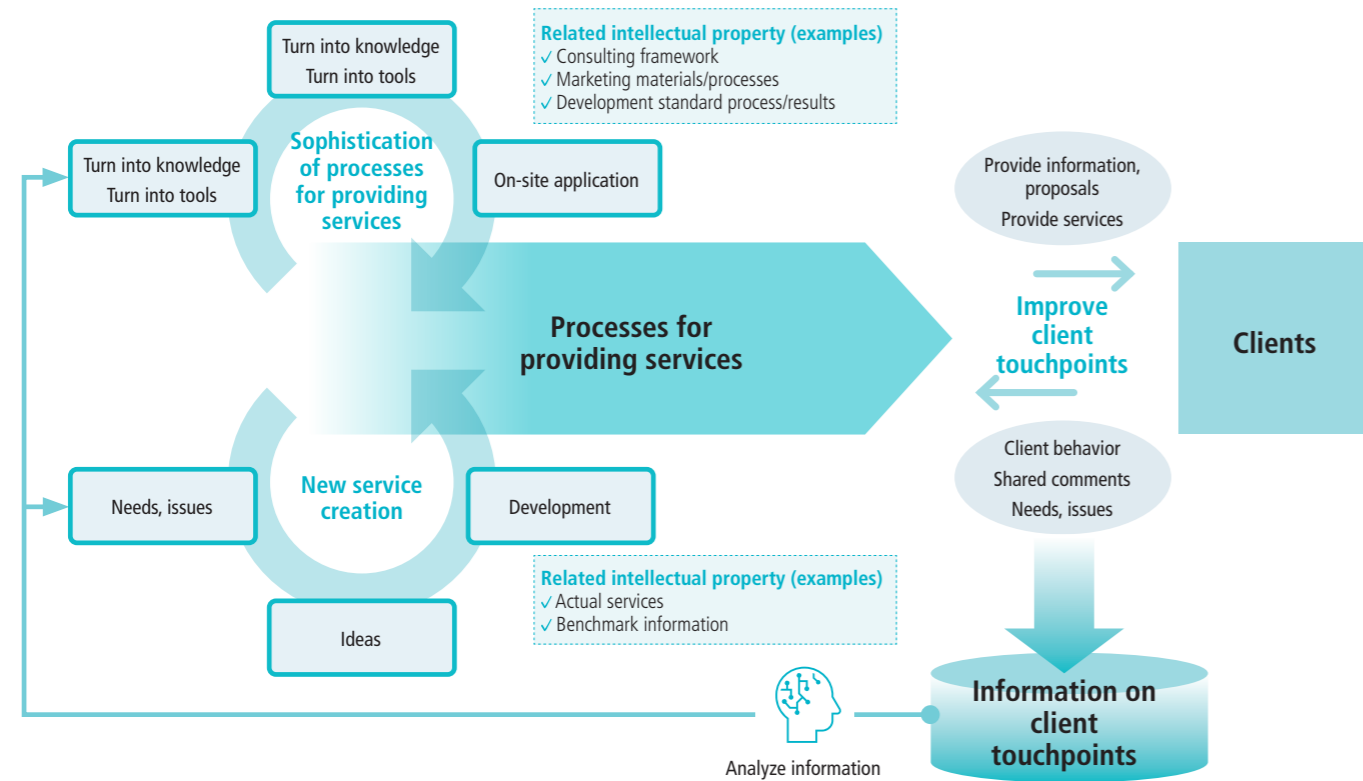 Turn into knowledge
Turn into tools
Related intellectual property (examples)
✓ Consulting framework
✓ Marketing materials/processes
✓ Development standard process/results
Sophistication
of processes
for providing
services
Turn into knowledge
Turn into tools
On-site application
Provide information,
proposals
Provide services
Processes for
providing services
Improve
client
touchpoints
Clients
Client behavior
Shared comments
Needs, issues
Needs, issues
New service
creation
Development
Related intellectual property (examples)
✓ Actual services
✓ Benchmark information
Ideas
Information on
client
touchpoints
Analyze information